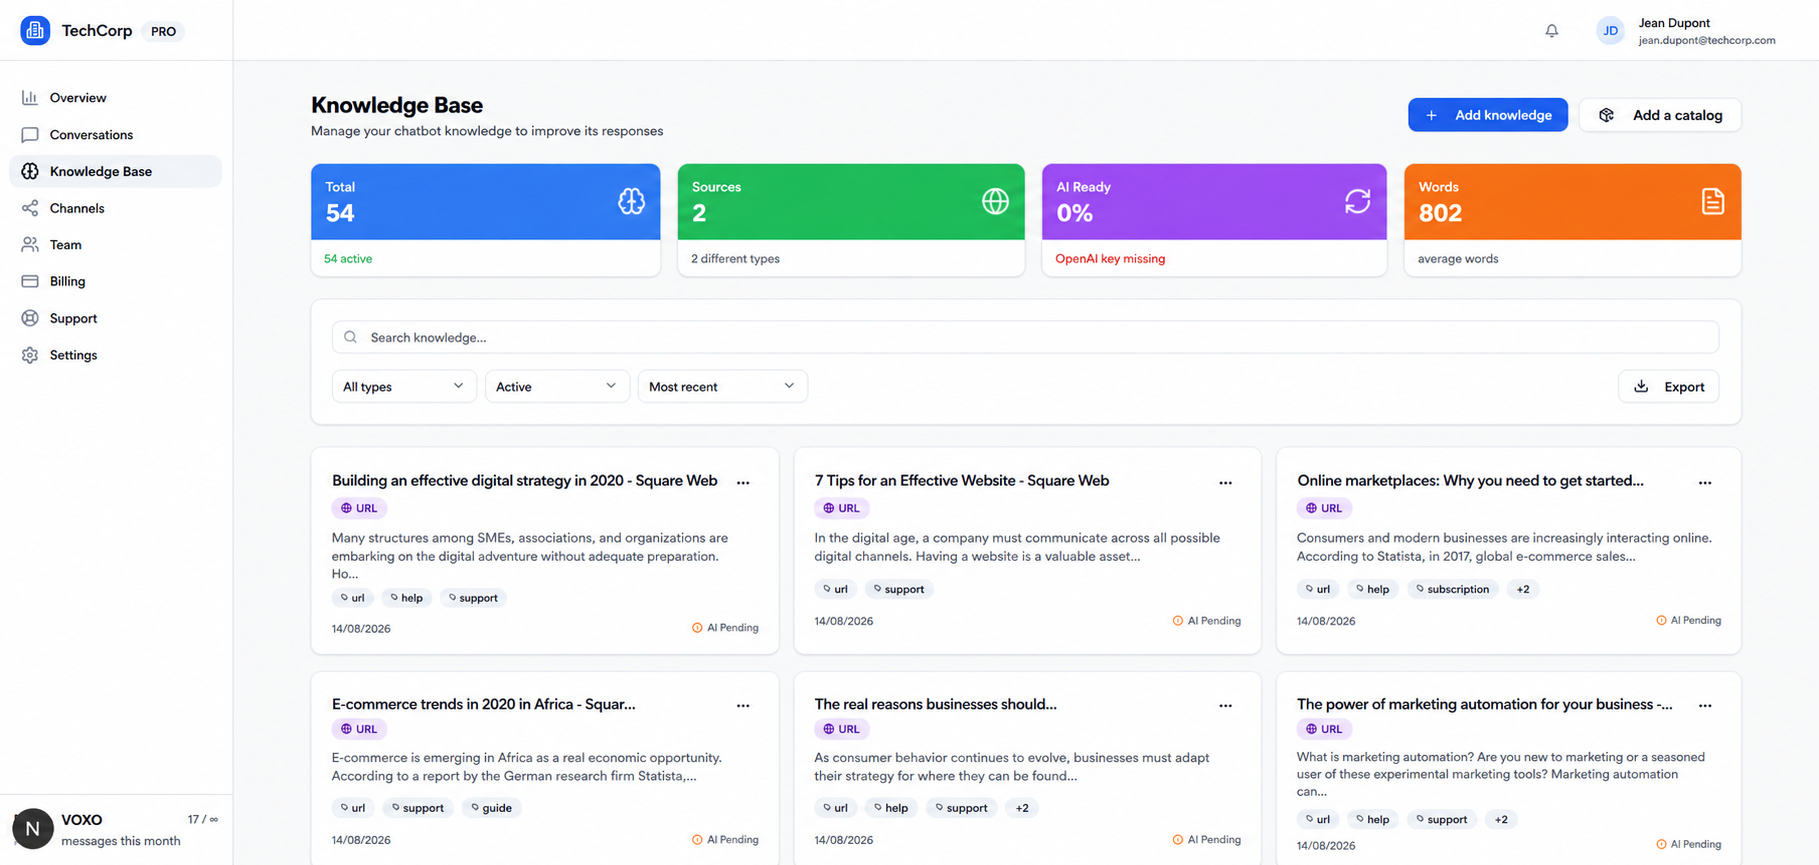 TechCorp PRO
Jean Dupont
JD
jean.dupont@techcorp.com
Overview
Conversations
Knowledge Base
Channels
Team
Billing
Support
Settings
N
VOXO 17 / ∞
messages this month
Knowledge Base
Manage your chatbot knowledge to improve its responses
Add knowledge
Add a catalog
Total
54
54 active
Sources
2
2 different types
AI Ready
0%
OpenAI key missing
Words
802
average words
Search knowledge...
All types
Active
Most recent
Export
Building an effective digital strategy in 2020 - Square Web
URL
Many structures among SMEs, associations, and organizations are
embarking on the digital adventure without adequate preparation.
Ho...
url help support
14/08/2026 AI Pending
7 Tips for an Effective Website - Square Web
URL
In the digital age, a company must communicate across all possible
digital channels. Having a website is a valuable asset...
url support
14/08/2026 AI Pending
Online marketplaces: Why you need to get started...
URL
Consumers and modern businesses are increasingly interacting online.
According to Statista, in 2017, global e-commerce sales...
url help subscription +2
14/08/2026 AI Pending
E-commerce trends in 2020 in Africa - Squar...
URL
E-commerce is emerging in Africa as a real economic opportunity.
According to a report by the German research firm Statista,...
url support guide
14/08/2026 AI Pending
The real reasons businesses should...
URL
As consumer behavior continues to evolve, businesses must adapt
their strategy for where they can be found...
url help support +2
14/08/2026 AI Pending
The power of marketing automation for your business -...
URL
What is marketing automation? Are you new to marketing or a seasoned
user of these experimental marketing tools? Marketing automation
can...
url help support +2
14/08/2026 AI Pending